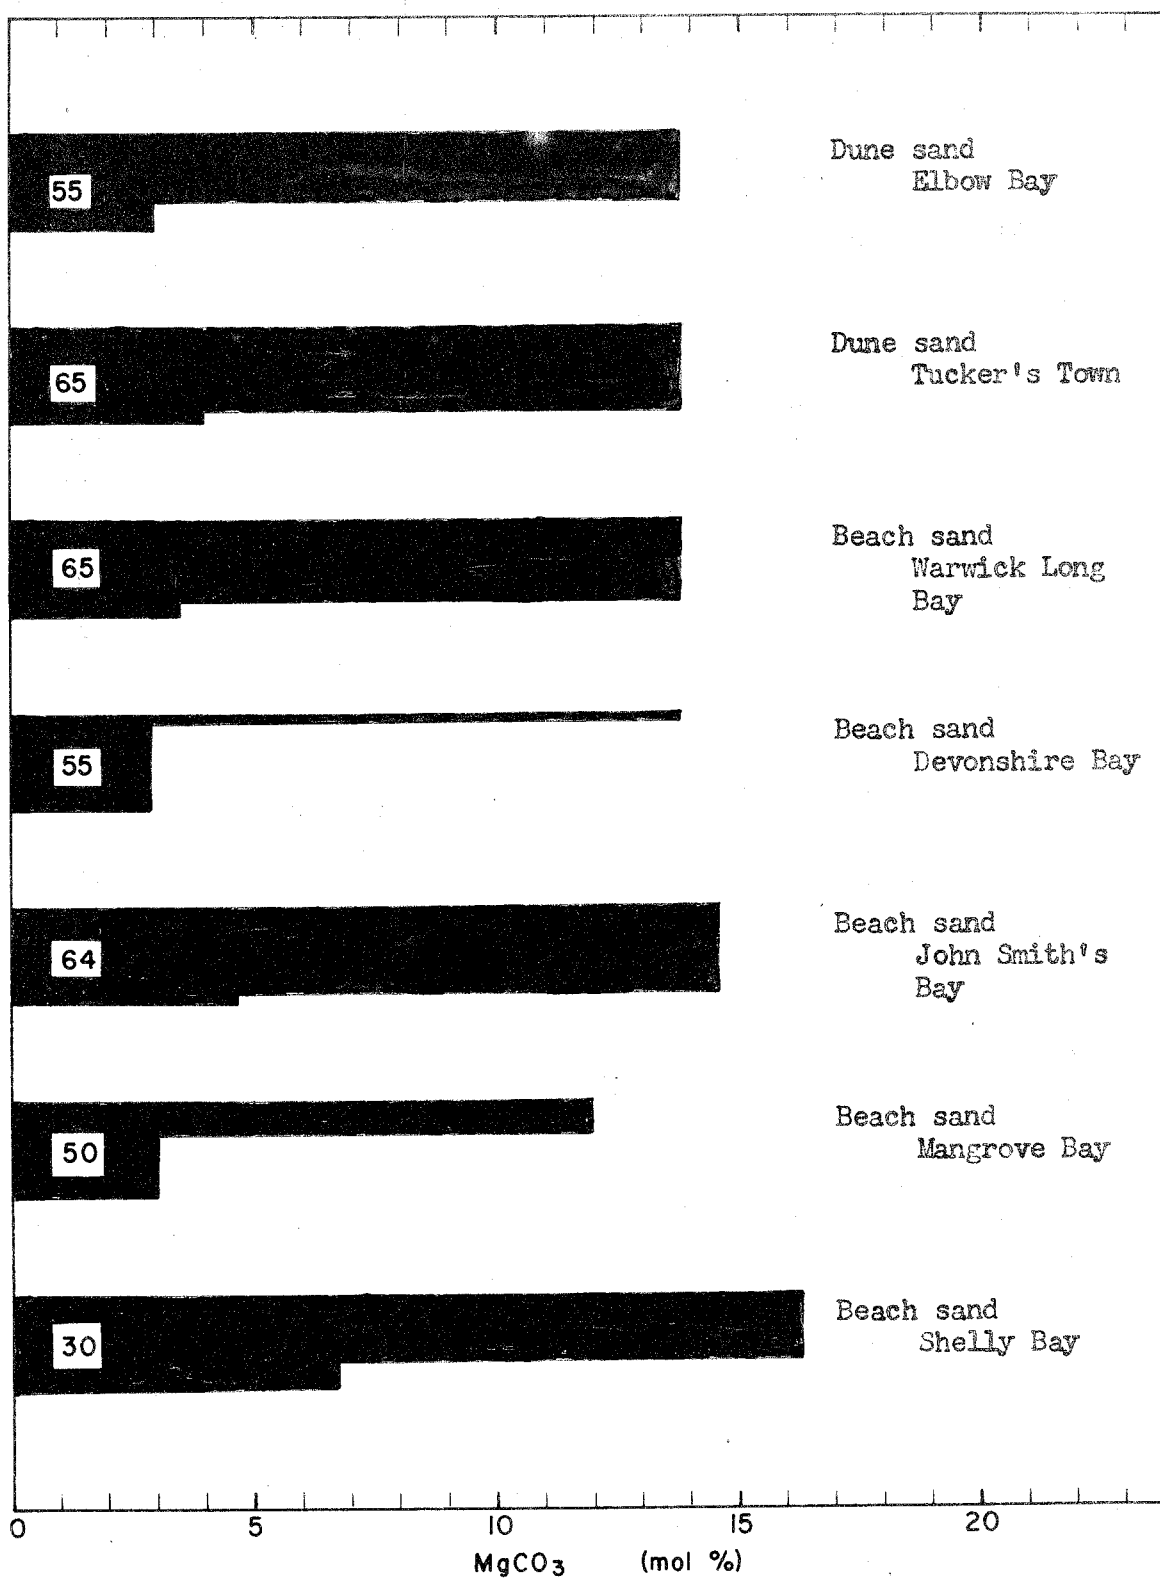 55
Dune sand
Elbow Bay
65
Dune sand
Tucker's Town
65
Beach sand
Warwick Long
Bay
55
Beach sand
Devonshire Bay
64
Beach sand
John Smith's
Bay
50
Beach sand
Mangrove Bay
30
Beach sand
Shelly Bay
0 5 10 15 20
MgCO₃ (mol %)